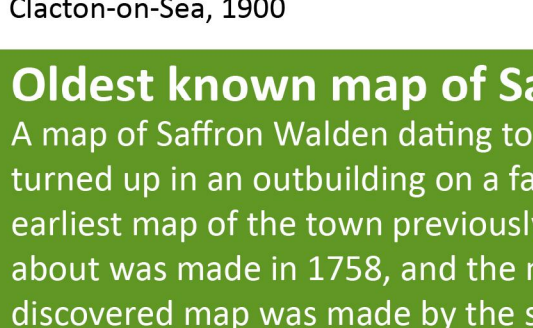 Clacton-on-Sea, 1900
Oldest known map of
A map of Saffron Walden dating to
turned up in an outbuilding on a
earliest map of the town
about was made in 1758, and the
discovered map was made by the